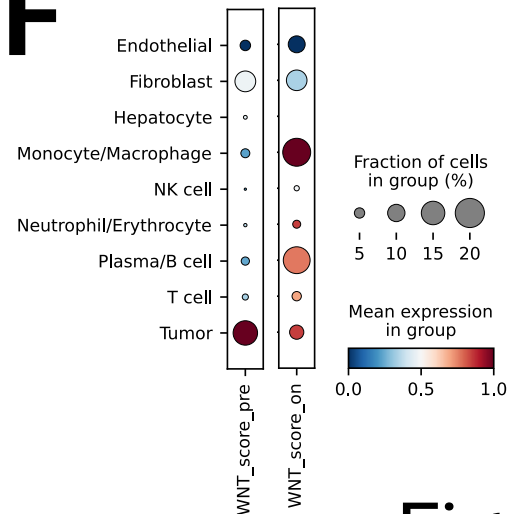 F
Endothelial
Fibroblast
Hepatocyte
Monocyte/Macrophage
NK cell
Neutrophil/Erythrocyte
Plasma/B cell
T cell
Tumor
WNT_score_pre
WNT_score_on
Fraction of cells
in group (%)
5 10 15 20
Mean expression
in group
0.0 0.5 1.0